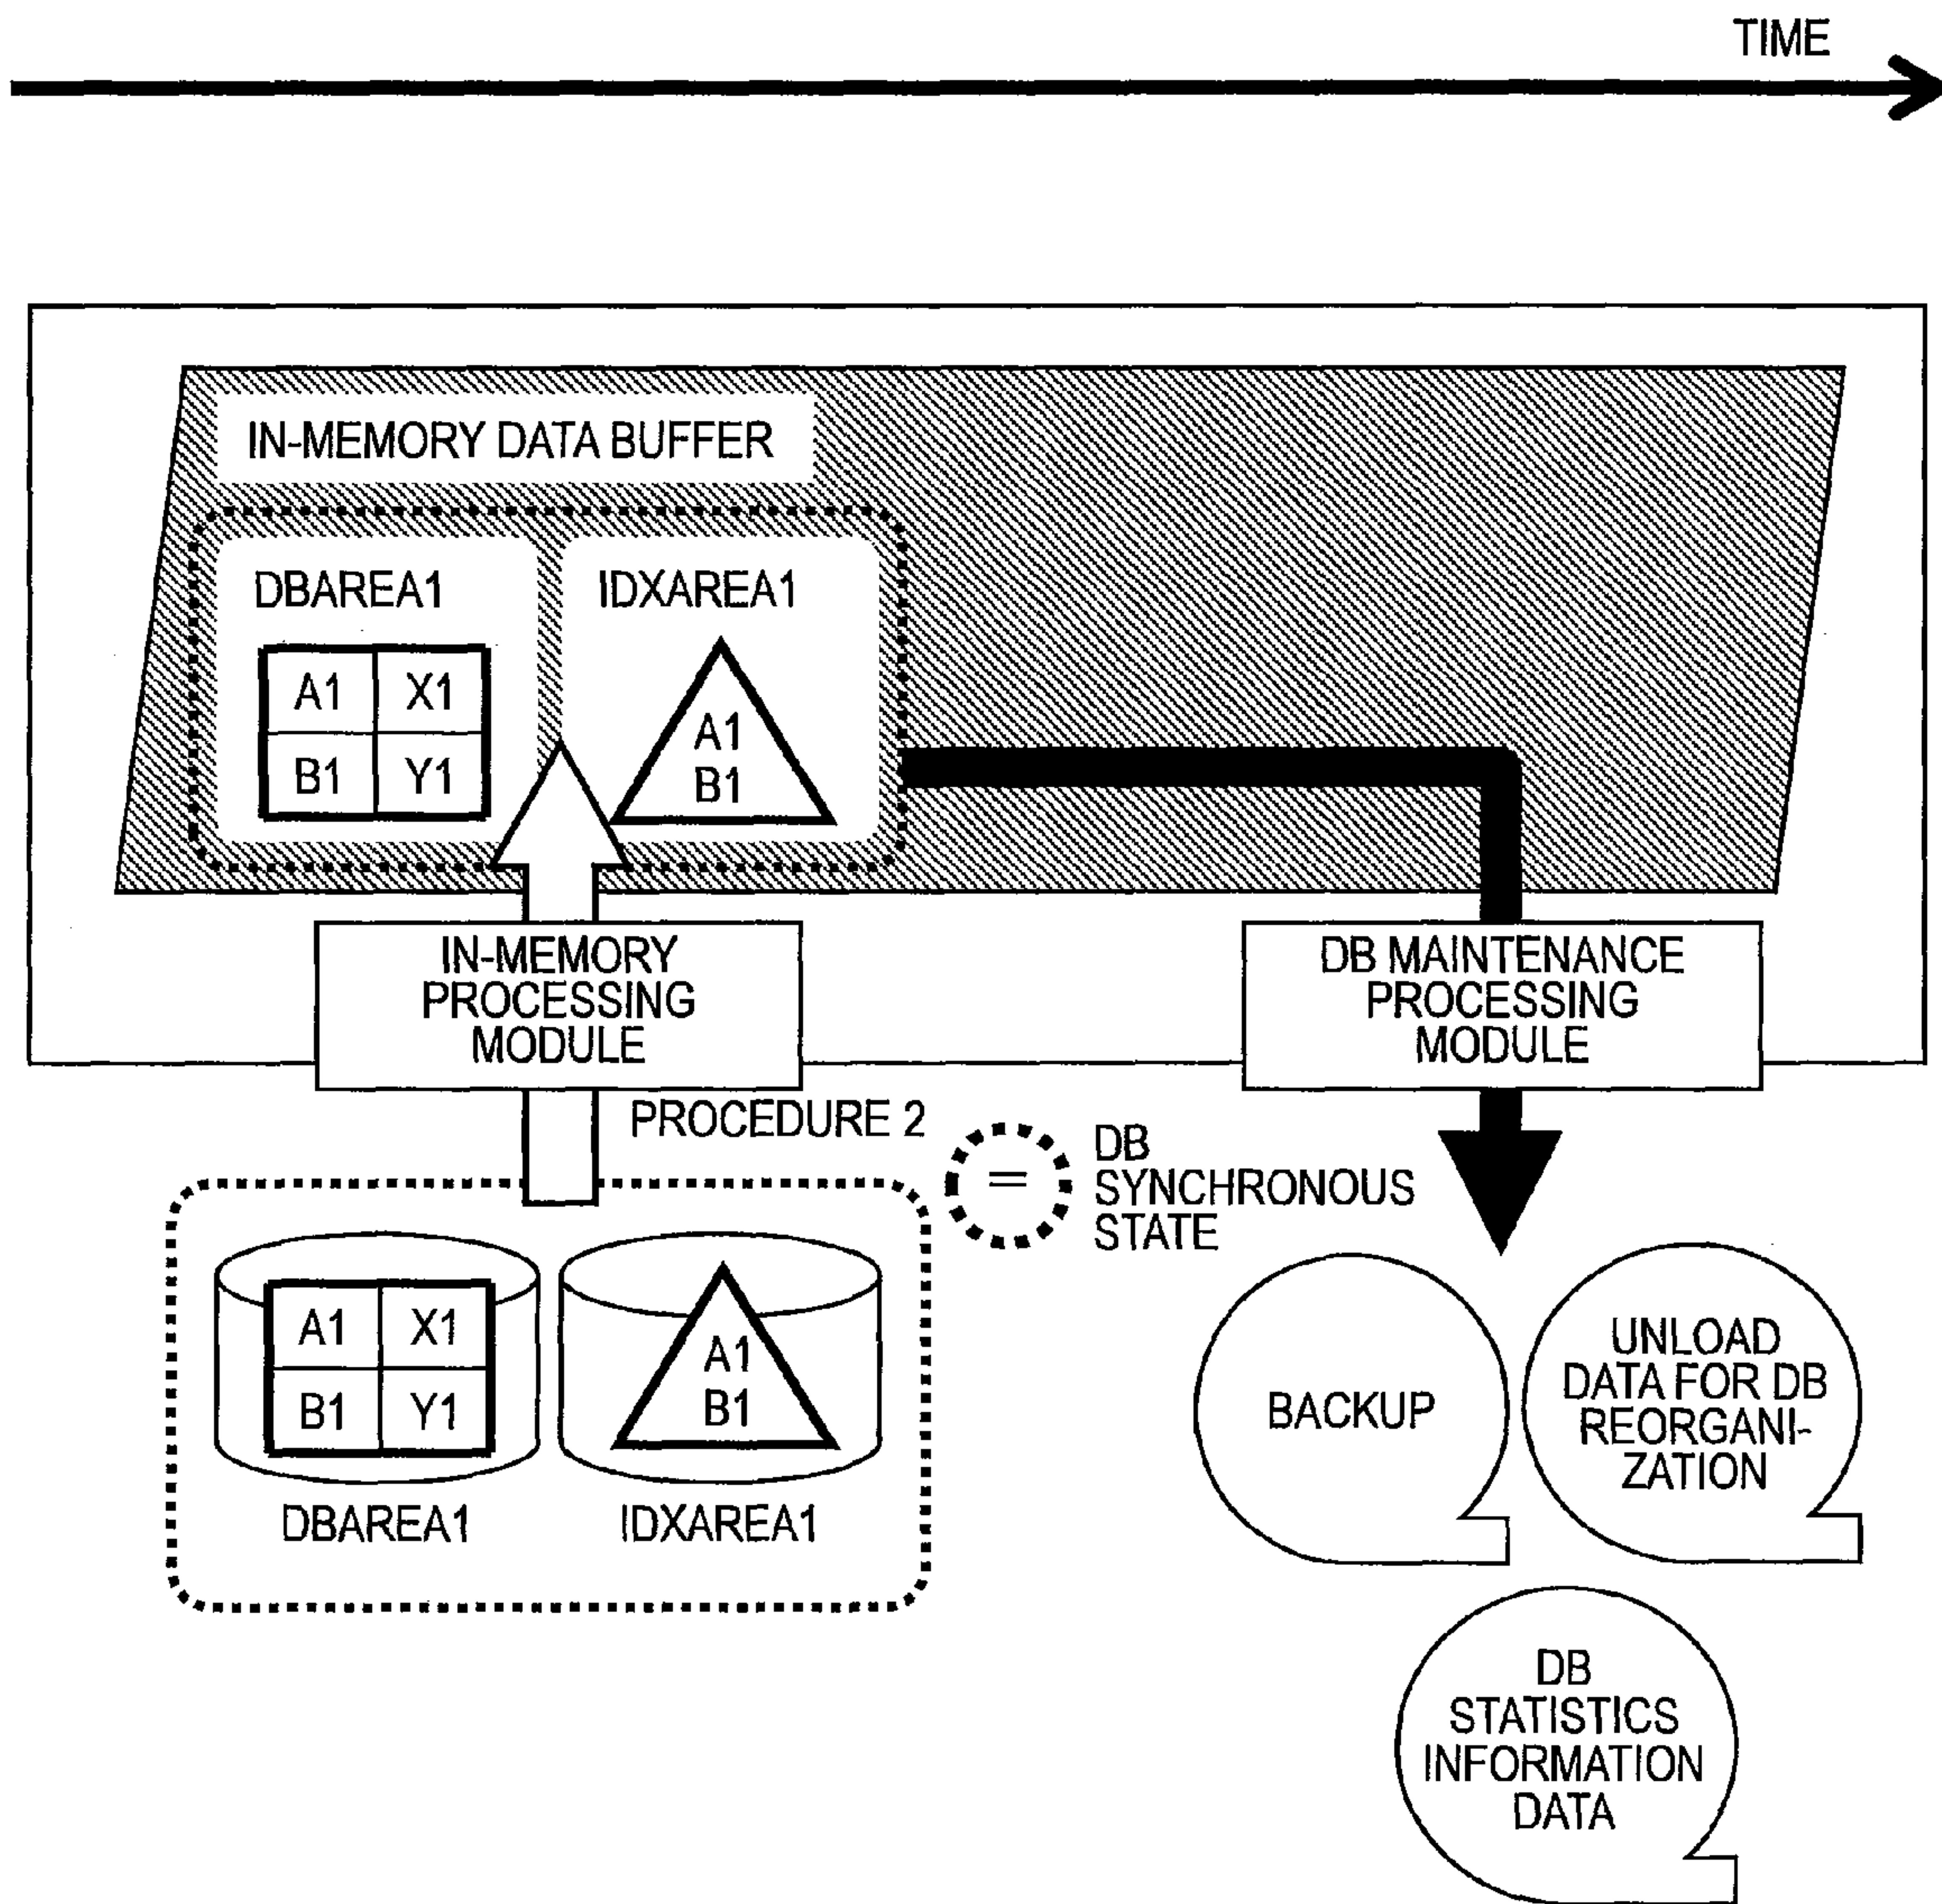 TIME
IN-MEMORY DATA BUFFER
DBAREA1
IDXAREA1
A1 X1
B1 Y1
A1
B1
IN-MEMORY
PROCESSING
MODULE
DB MAINTENANCE
PROCESSING
MODULE
PROCEDURE 2
=
DB
SYNCHRONOUS
STATE
A1 X1
B1 Y1
A1
B1
DBAREA1
IDXAREA1
BACKUP
UNLOAD
DATA FOR DB
REORGANI-
ZATION
DB
STATISTICS
INFORMATION
DATA